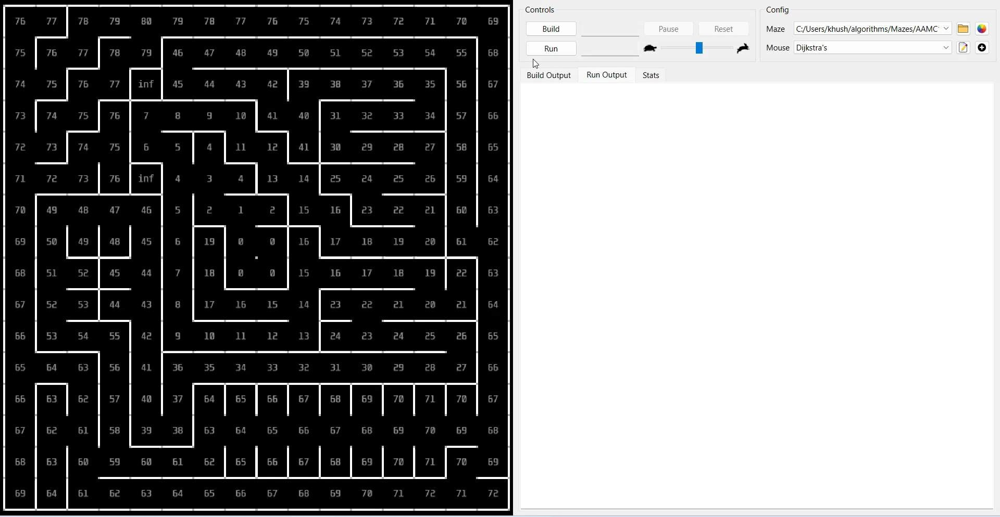 Controls
Config
Build
Pause
Reset
Maze
C:/Users/khush/algorithms/Mazes/AAMC
Run
Mouse
Dijkstra's
Build Output
Run Output
Stats
76 77 78 79 80 79 78 77 76 75 74 73 72 71 70 69
75 76 77 78 79 46 47 48 49 50 51 52 53 54 55 68
74 75 76 77 inf 45 44 43 42 39 38 37 36 35 56 67
73 74 75 76 7 8 9 10 41 40 31 32 33 34 57 66
72 73 74 75 6 5 4 11 12 41 30 29 28 27 58 65
71 72 73 76 inf 4 3 4 13 14 25 24 25 26 59 64
70 49 48 47 46 5 2 1 2 15 16 23 22 21 60 63
69 50 49 48 45 6 19 0 0 16 17 18 19 20 61 62
68 51 52 45 44 7 18 0 0 15 16 17 18 19 22 63
67 52 53 44 43 8 17 16 15 14 23 22 21 20 21 64
66 53 54 55 42 9 10 11 12 13 24 23 24 25 26 65
65 64 63 56 41 36 35 34 33 32 31 30 29 28 27 66
66 63 62 57 40 37 64 65 66 67 68 69 70 71 70 67
67 62 61 58 39 38 63 64 65 66 67 68 69 70 69 68
68 63 60 59 60 61 62 65 66 67 68 69 70 71 70 69
69 64 61 62 63 64 65 66 67 68 69 70 71 72 71 72